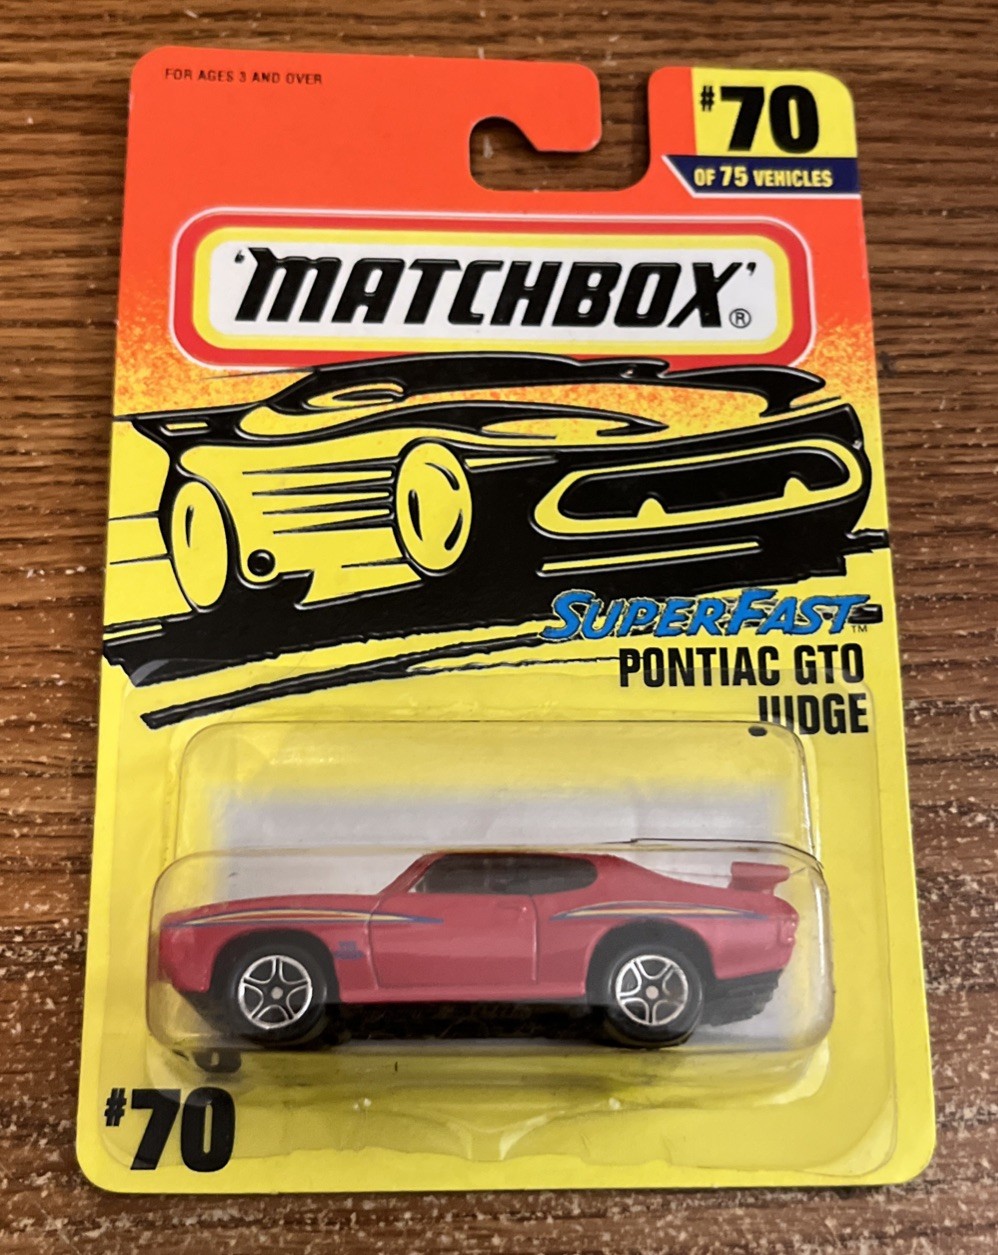 FOR AGES 3 AND OVER
#70
OF 75 VEHICLES
'MATCHBOX'®
SUPERFAST™
PONTIAC GTO
JUDGE
#70